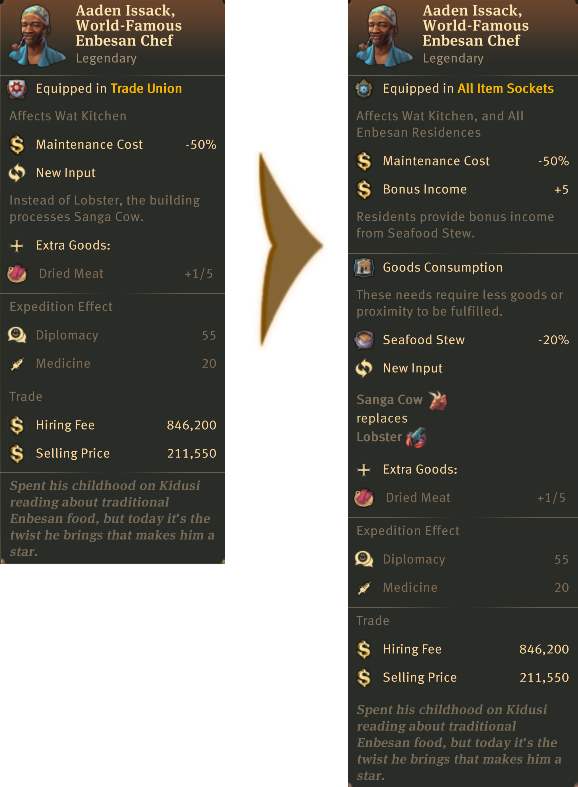 Aaden Issack,
World-Famous
Enbesan Chef
Legendary
Equipped in Trade Union
Affects Wat Kitchen
Maintenance Cost -50%
New Input
Instead of Lobster, the building
processes Sanga Cow.
Extra Goods:
Dried Meat +1/5
Expedition Effect
Diplomacy 55
Medicine 20
Trade
Hiring Fee 846,200
Selling Price 211,550
Spent his childhood on Kidusi
reading about traditional
Enbesan food, but today it's the
twist he brings that makes him a
star.
Aaden Issack,
World-Famous
Enbesan Chef
Legendary
Equipped in All Item Sockets
Affects Wat Kitchen, and All
Enbesan Residences
Maintenance Cost -50%
Bonus Income +5
Residents provide bonus income
from Seafood Stew.
Goods Consumption
These needs require less goods or
proximity to be fulfilled.
Seafood Stew -20%
New Input
Sanga Cow
replaces
Lobster
Extra Goods:
Dried Meat +1/5
Expedition Effect
Diplomacy 55
Medicine 20
Trade
Hiring Fee 846,200
Selling Price 211,550
Spent his childhood on Kidusi
reading about traditional
Enbesan food, but today it's the
twist he brings that makes him a
star.